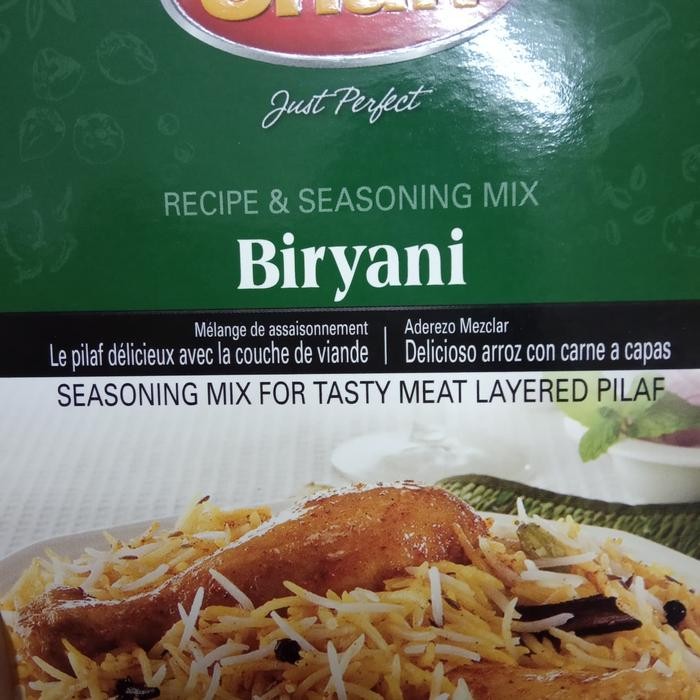 Just Perfect
RECIPE & SEASONING MIX
Biryani
Mélange de assaisonnement
Le pilaf délicieux avec la couche de viande
Aderezo Mezclar
Delicioso arroz con carne a capas
SEASONING MIX FOR TASTY MEAT LAYERED PILAF